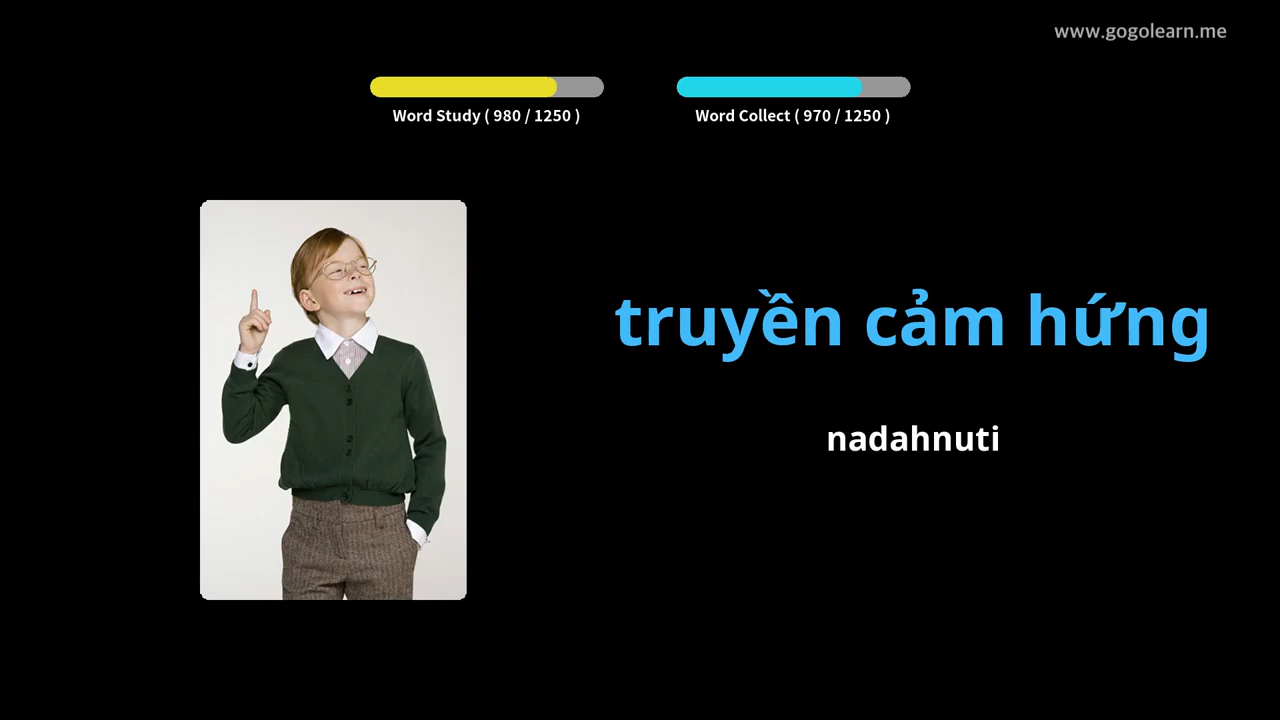 www.gogolearn.me
Word Study ( 980 / 1250 )
Word Collect ( 970 / 1250 )
truyền cảm hứng
nadahnuti